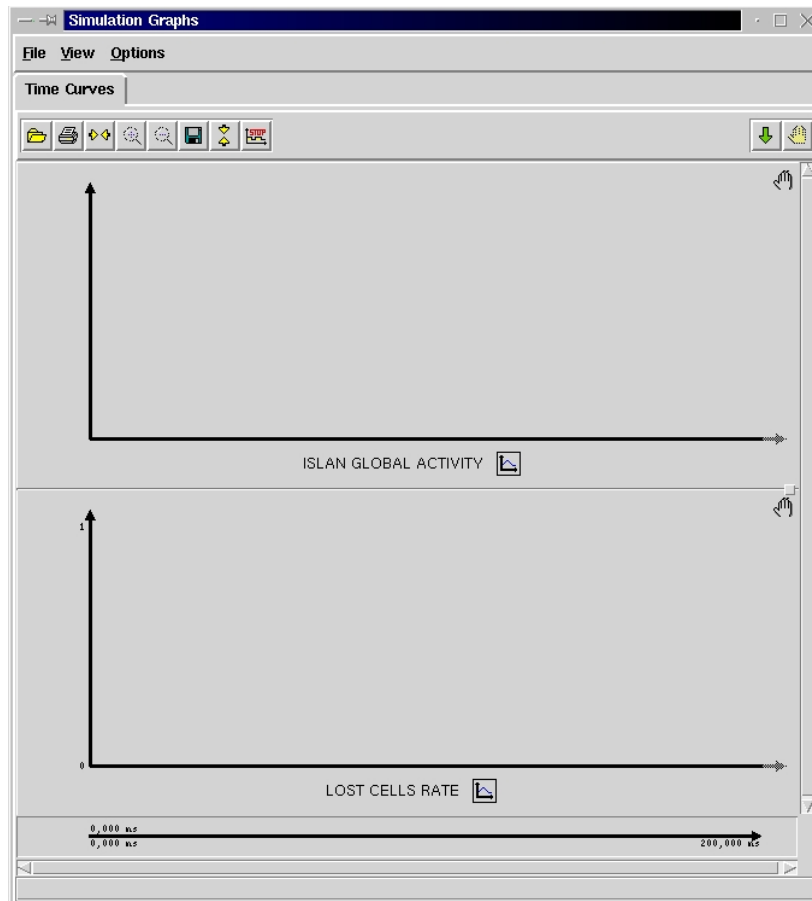 Simulation Graphs
File View Options
Time Curves
STOP
ISLAN GLOBAL ACTIVITY
1
0
LOST CELLS RATE
0,000 ms
0,000 ms 200,000 ms